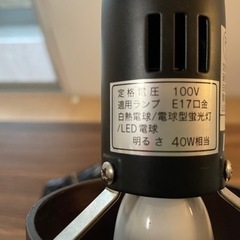 定格電圧 100V
適用ランプ E17口金
白熱電球/電球型蛍光灯
/LED電球
明るさ 40W相当